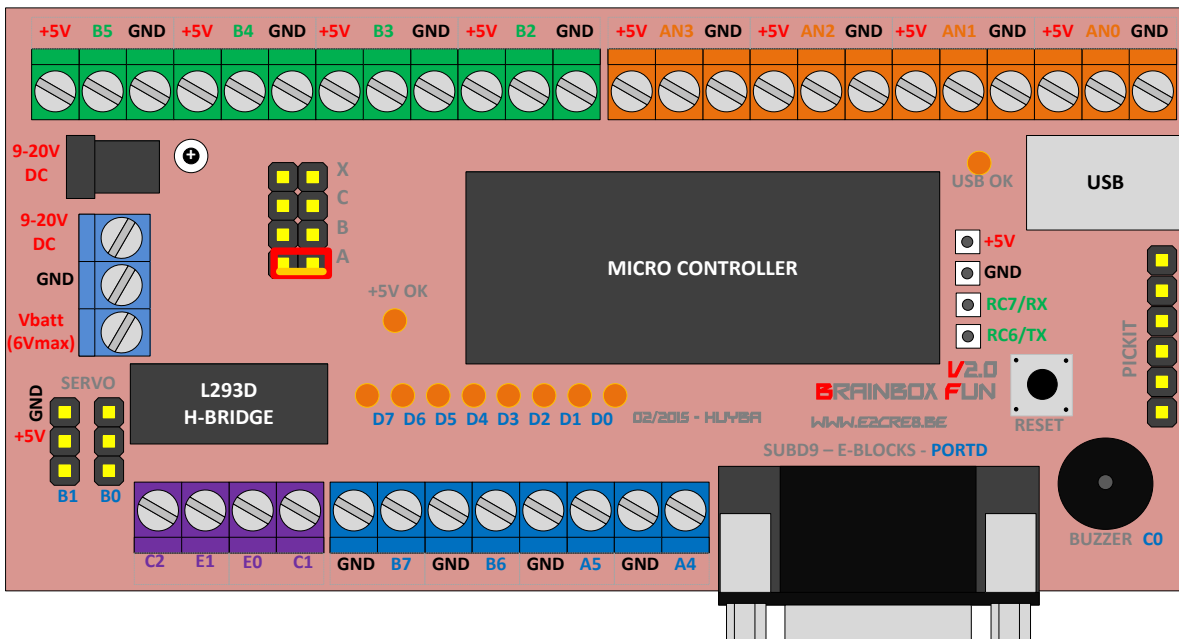 +5V B5 GND +5V B4 GND +5V B3 GND +5V B2 GND +5V AN3 GND +5V AN2 GND +5V AN1 GND +5V AN0 GND
9-20V
DC
X
C
B
A
USB OK
USB
9-20V
DC
GND
Vbatt
(6Vmax)
+5V OK
MICRO CONTROLLER
+5V
GND
RC7/RX
RC6/TX
PICKIT
SERVO
GND
+5V
B1 B0
L293D
H-BRIDGE
D7 D6 D5 D4 D3 D2 D1 D0
02/2015 - HUYBA
V2.0
BRAINBOX FUN
WWW.E2CRE8.BE
RESET
SUBD9 – E-BLOCKS - PORTD
C2 E1 E0 C1
GND B7 GND B6 GND A5 GND A4
BUZZER C0